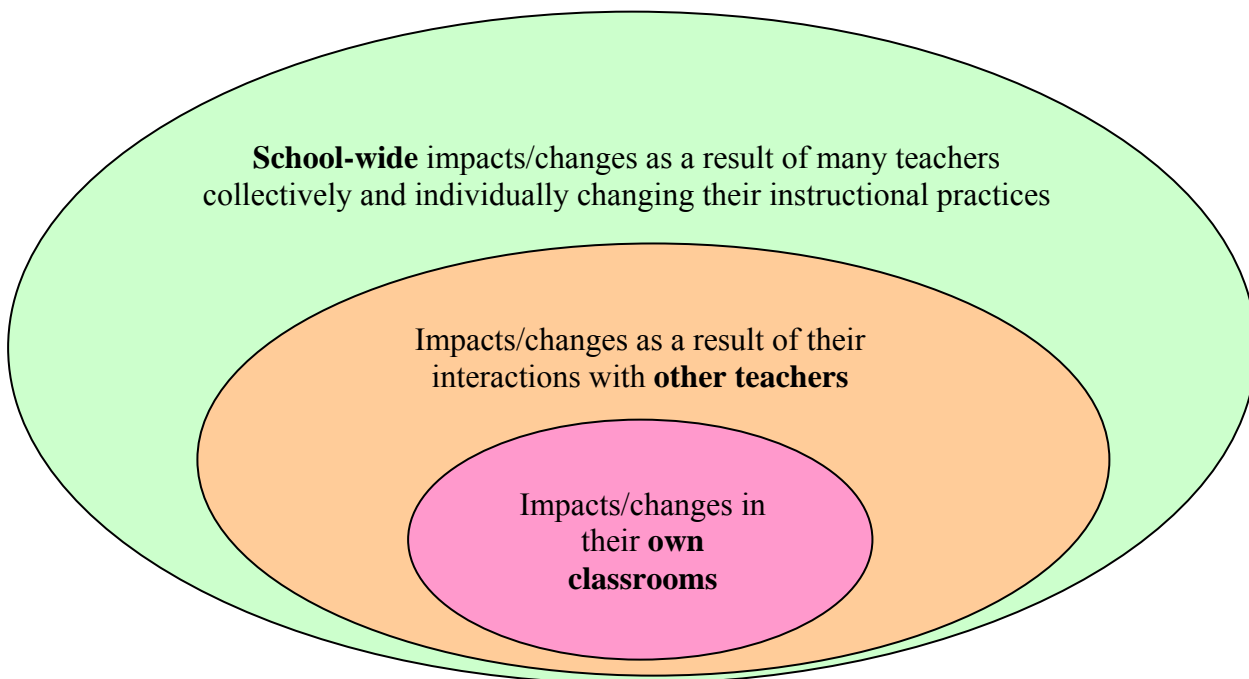 School-wide impacts/changes as a result of many teachers
collectively and individually changing their instructional practices
Impacts/changes as a result of their
interactions with other teachers
Impacts/changes in
their own
classrooms